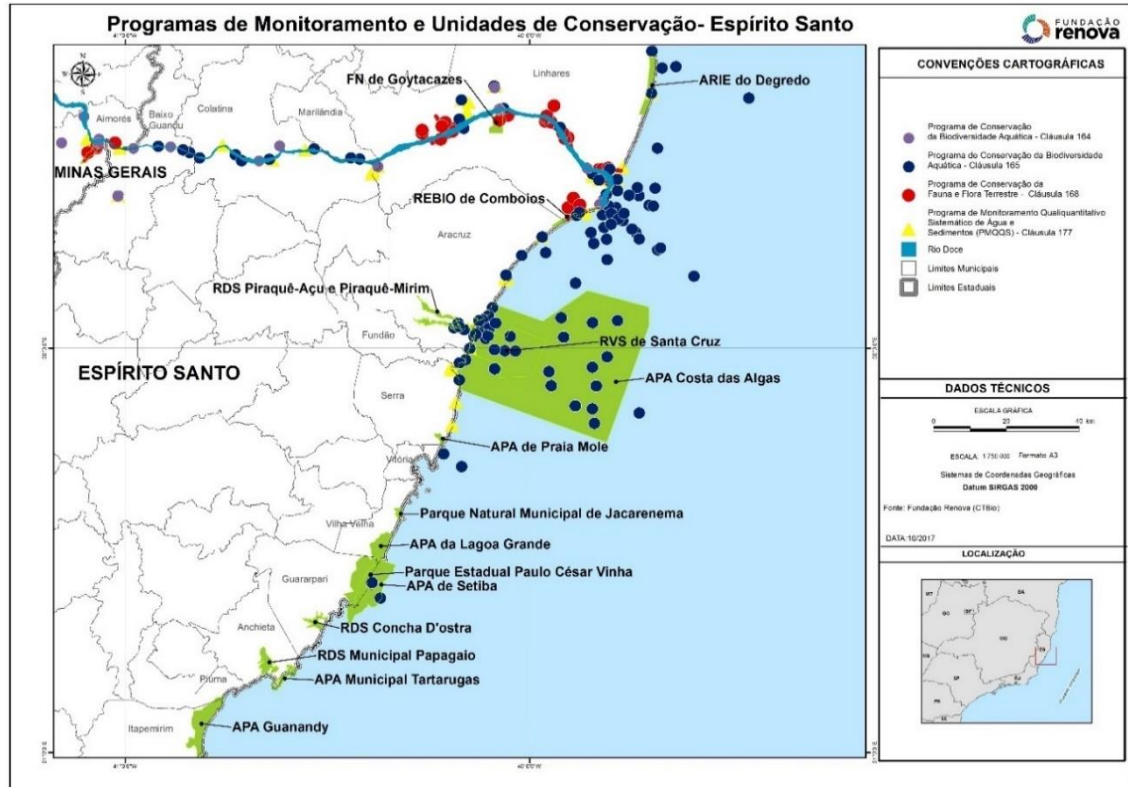 Programas de Monitoramento e Unidades de Conservação- Espírito Santo
FUNDAÇÃO
renova
CONVENÇÕES CARTOGRÁFICAS
Programa de Conservação
da Biodiversidade Aquática - Cláusula 164
Programa de Conservação da Biodiversidade
Aquática - Cláusula 165
Programa de Conservação da
Fauna e Flora Terrestre - Cláusula 168
Programa de Monitoramento Qualiquantitativo
Sistemático de Água e
Sedimentos (PMQQS) - Cláusula 177
Rio Doce
Limites Municipais
Limites Estaduais
DADOS TÉCNICOS
ESCALA GRÁFICA
0 20 40 km
ESCALA: 1:750 000 Formato A3
Sistemas de Coordenadas Geográficas
Datum SIRGAS 2000
Fonte: Fundação Renova (CTBio)
DATA:10/2017
LOCALIZAÇÃO
FN de Goytacazes
Linhares
ARIE do Degredo
Colatina
Marilândia
Aimorés
Baixo
Guandu
MINAS GERAIS
REBIO de Comboios
Aracruz
RDS Piraquê-Açu e Piraquê-Mirim
Fundão
RVS de Santa Cruz
ESPÍRITO SANTO
APA Costa das Algas
Serra
APA de Praia Mole
Vitória
Parque Natural Municipal de Jacarenema
Vilha Velha
APA da Lagoa Grande
Parque Estadual Paulo César Vinha
Guararpari
APA de Setiba
RDS Concha D'ostra
Anchieta
RDS Municipal Papagaio
Piuma
APA Municipal Tartarugas
APA Guanandy
Itapemirim